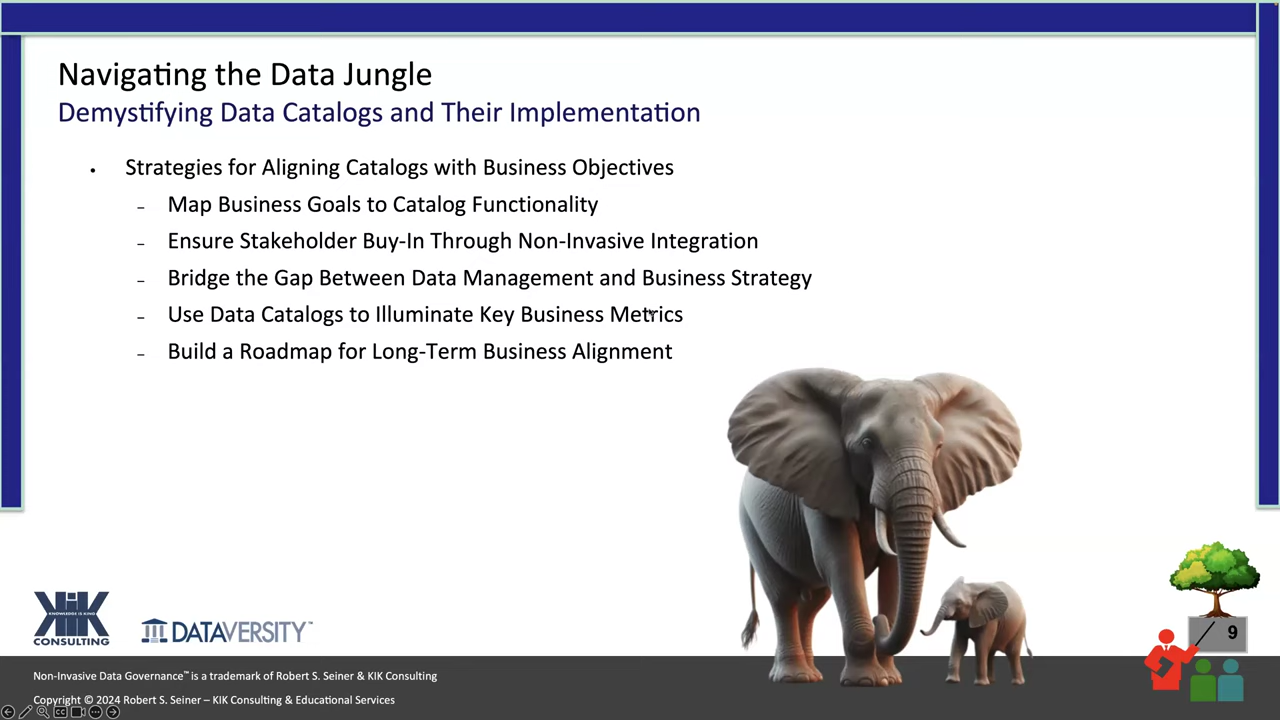 Navigating the Data Jungle
Demystifying Data Catalogs and Their Implementation
• Strategies for Aligning Catalogs with Business Objectives
– Map Business Goals to Catalog Functionality
– Ensure Stakeholder Buy-In Through Non-Invasive Integration
– Bridge the Gap Between Data Management and Business Strategy
– Use Data Catalogs to Illuminate Key Business Metrics
– Build a Roadmap for Long-Term Business Alignment
KIK
KNOWLEDGE IS KING
CONSULTING
DATAVERSITY™
9
Non-Invasive Data Governance™ is a trademark of Robert S. Seiner & KIK Consulting
Copyright © 2024 Robert S. Seiner – KIK Consulting & Educational Services